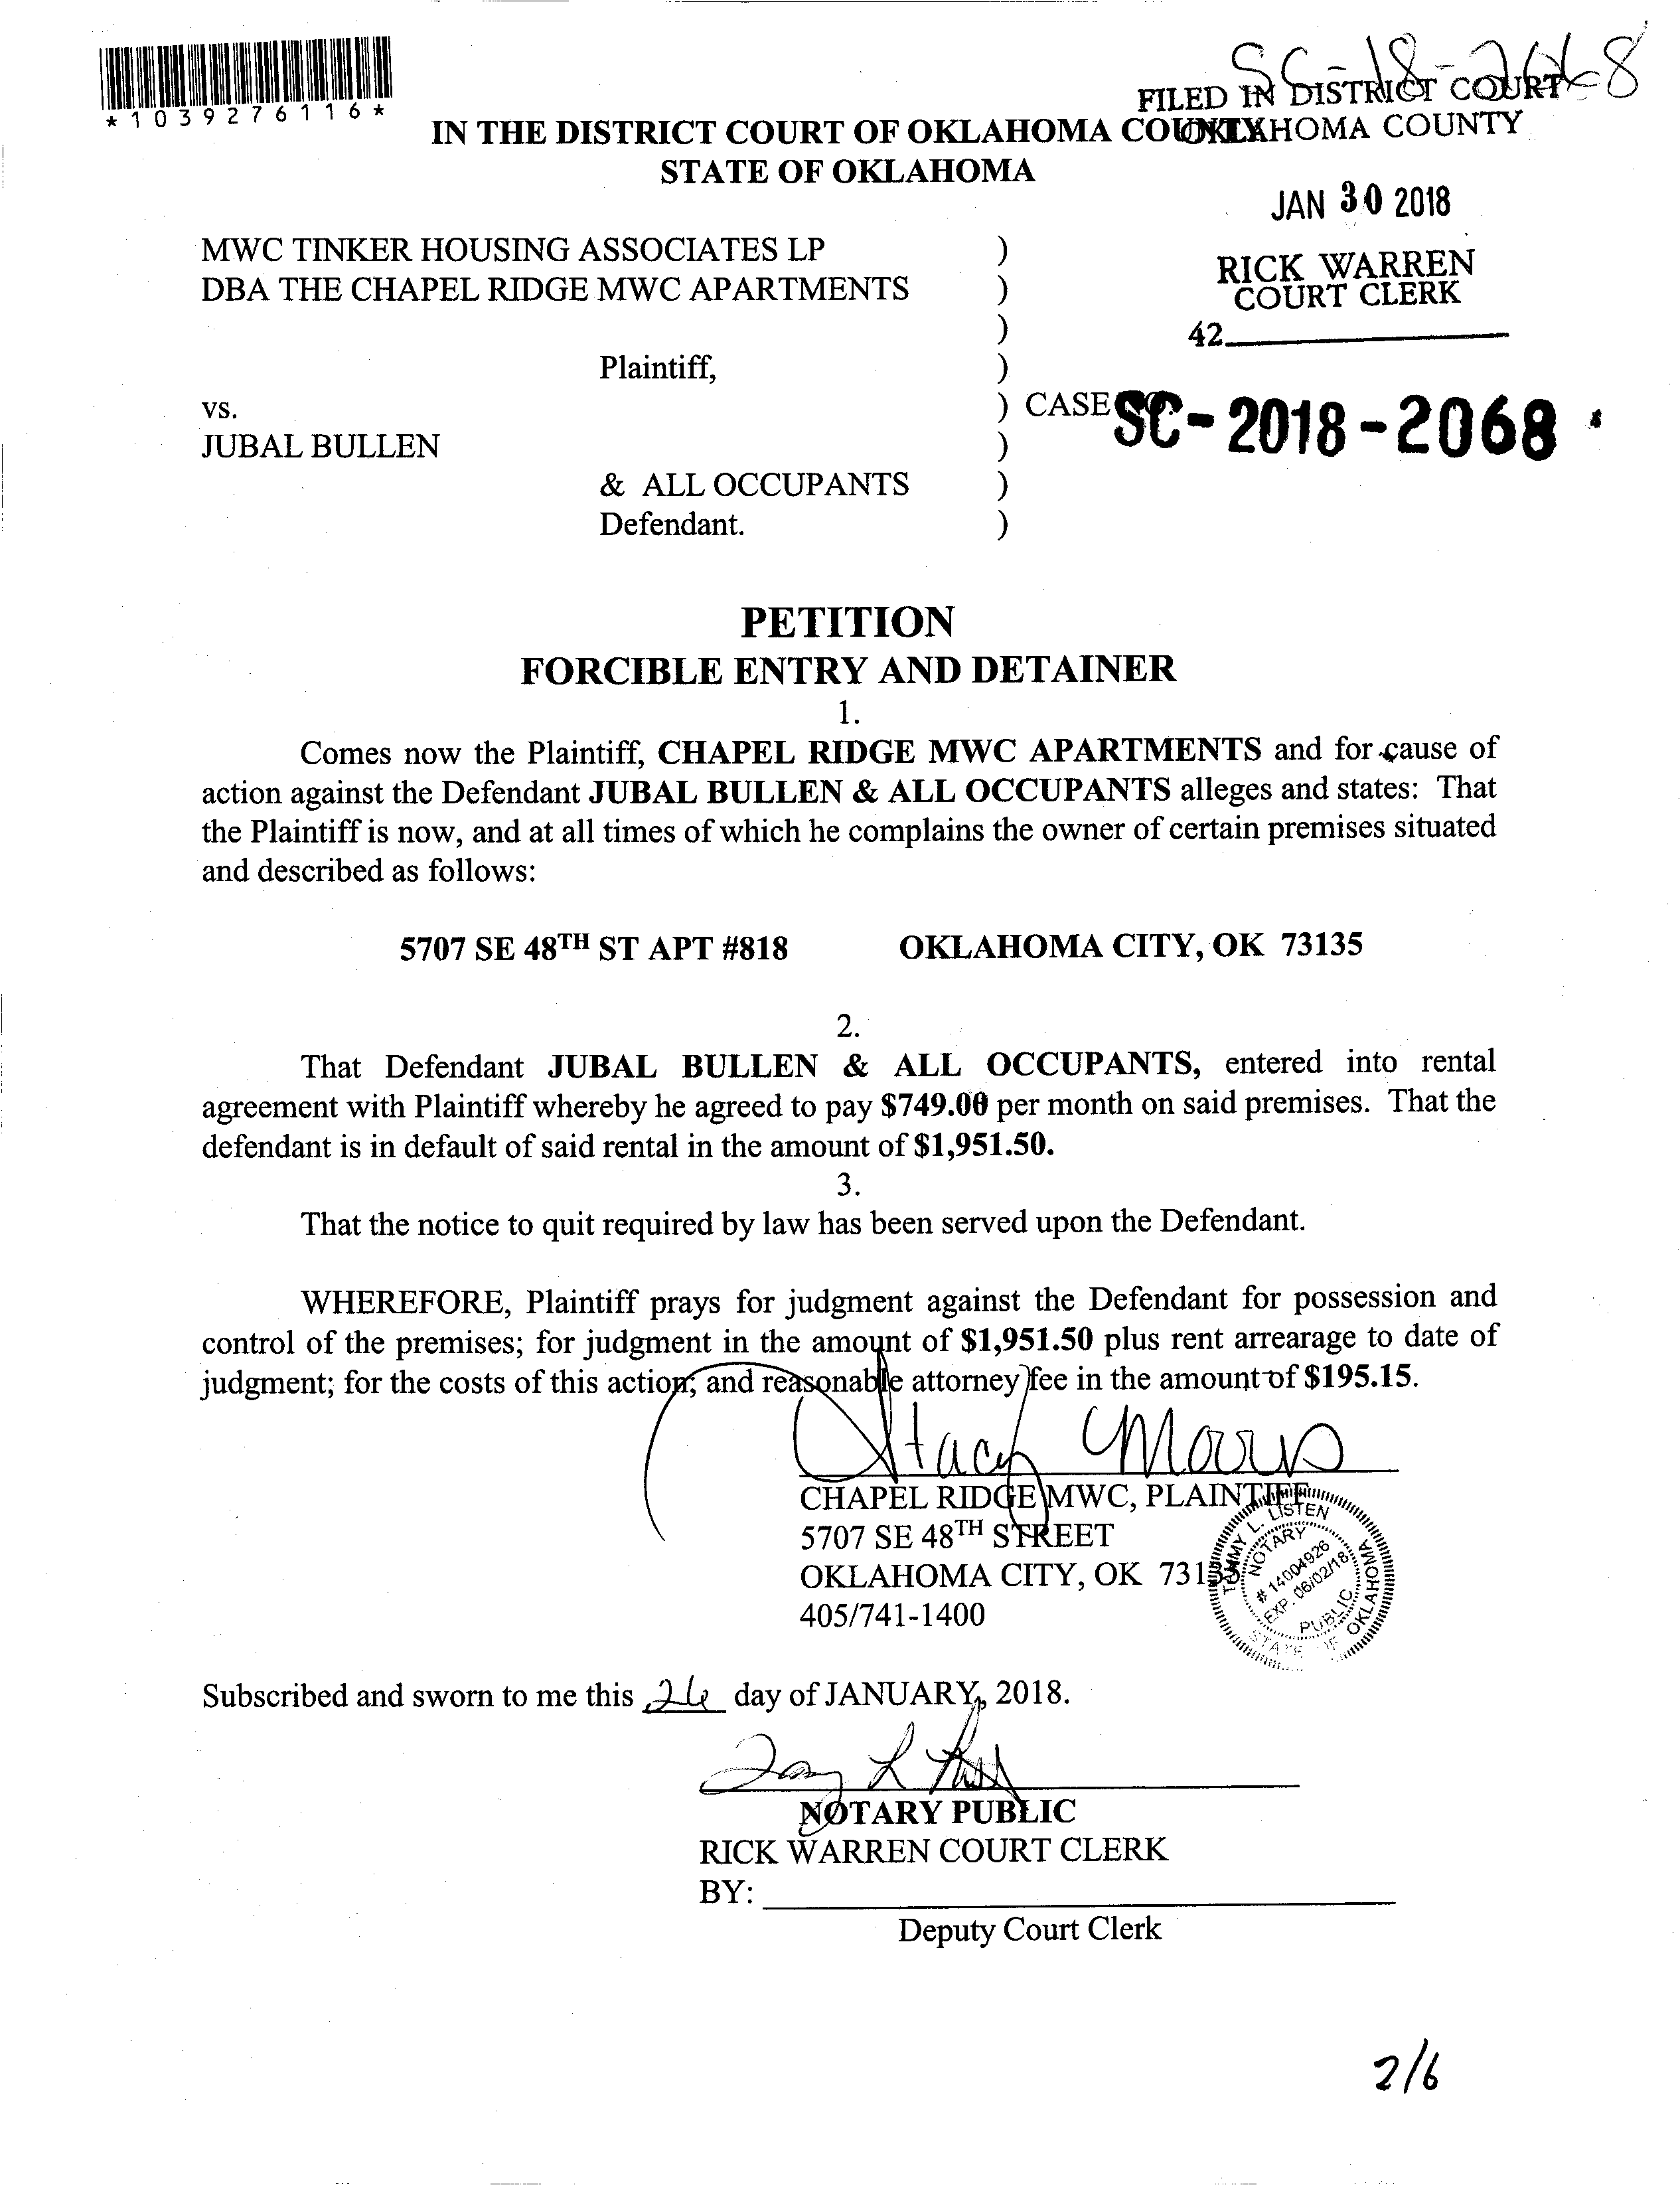 SC-18-2068
*1039276116*
FILED IN DISTRICT COURT
OKLAHOMA COUNTY
IN THE DISTRICT COURT OF OKLAHOMA COUNTY
STATE OF OKLAHOMA
JAN 30 2018
MWC TINKER HOUSING ASSOCIATES LP )
DBA THE CHAPEL RIDGE MWC APARTMENTS )
RICK WARREN
COURT CLERK
)
42
Plaintiff, )
vs. ) CASE NO. SC-2018-2068
JUBAL BULLEN )
& ALL OCCUPANTS )
Defendant. )
PETITION
FORCIBLE ENTRY AND DETAINER
1.
Comes now the Plaintiff, CHAPEL RIDGE MWC APARTMENTS and for cause of
action against the Defendant JUBAL BULLEN & ALL OCCUPANTS alleges and states: That
the Plaintiff is now, and at all times of which he complains the owner of certain premises situated
and described as follows:
5707 SE 48TH ST APT #818 OKLAHOMA CITY, OK 73135
2.
That Defendant JUBAL BULLEN & ALL OCCUPANTS, entered into rental
agreement with Plaintiff whereby he agreed to pay $749.00 per month on said premises. That the
defendant is in default of said rental in the amount of $1,951.50.
3.
That the notice to quit required by law has been served upon the Defendant.
WHEREFORE, Plaintiff prays for judgment against the Defendant for possession and
control of the premises; for judgment in the amount of $1,951.50 plus rent arrearage to date of
judgment; for the costs of this action; and reasonable attorney fee in the amount of $195.15.
Stacy
CHAPEL RIDGE MWC, PLAINTIFF
5707 SE 48TH STREET
OKLAHOMA CITY, OK 73135
405/741-1400
TOMMY L. LISTEN
NOTARY
# 14004926
EXP. 06/02/18
PUBLIC
STATE OF OKLAHOMA
Subscribed and sworn to me this day of JANUARY, 2018.
NOTARY PUBLIC
RICK WARREN COURT CLERK
BY:
Deputy Court Clerk
2/6